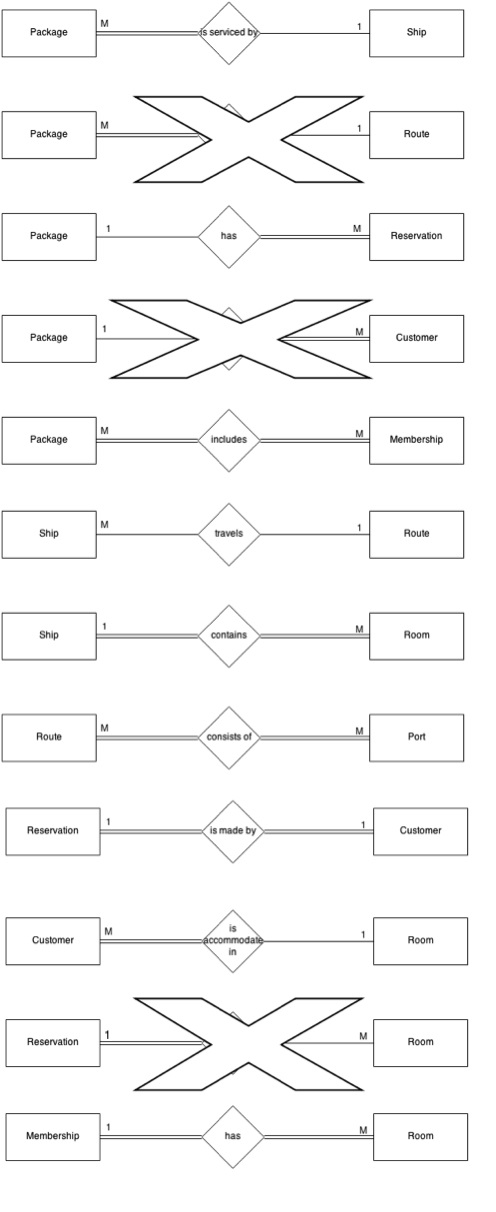 Package M is serviced by 1 Ship
Package M 1 Route
Package 1 has M Reservation
Package 1 M Customer
Package M includes M Membership
Ship M travels 1 Route
Ship 1 contains M Room
Route M consists of M Port
Reservation 1 is made by 1 Customer
Customer M is accommodate in 1 Room
Reservation 1 M Room
Membership 1 has M Room